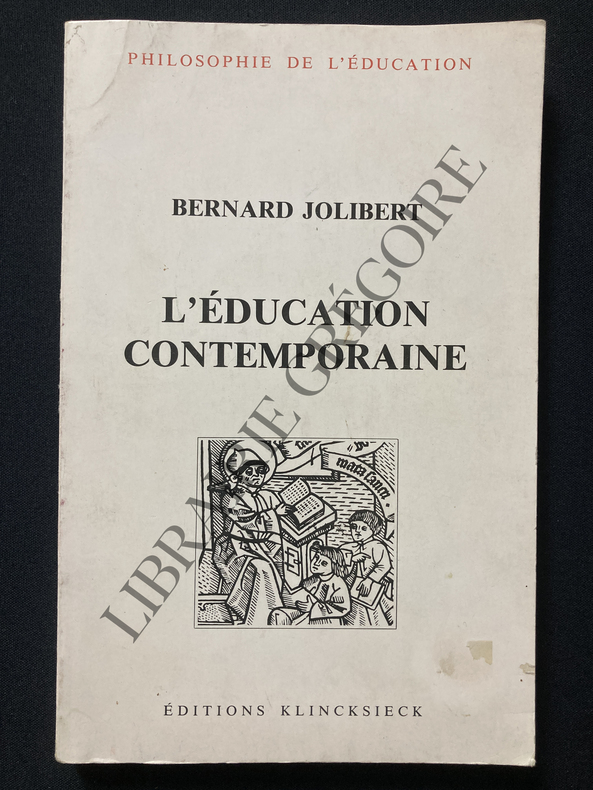 PHILOSOPHIE DE L'ÉDUCATION
BERNARD JOLIBERT
L'ÉDUCATION
CONTEMPORAINE
LIBRAIRIE GRÉGOIRE
ÉDITIONS KLINCKSIECK